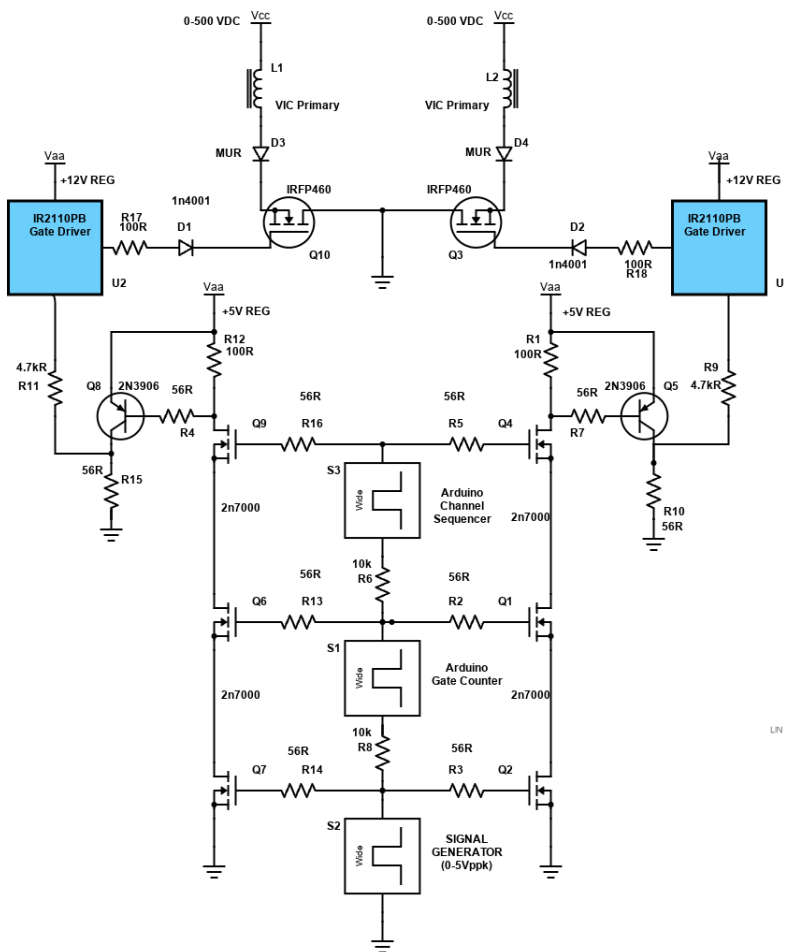 0-500 VDC
Vcc
0-500 VDC
Vcc
L1
L2
VIC Primary
VIC Primary
D3
D4
MUR
MUR
Vaa
+12V REG
IRFP460
IRFP460
Vaa
+12V REG
IR2110PB
Gate Driver
R17
100R
1n4001
D1
D2
1n4001
100R
R18
IR2110PB
Gate Driver
Q10
Q3
U2
U
Vaa
+5V REG
Vaa
+5V REG
R12
100R
R1
100R
4.7kR
R11
Q8
2N3906
56R
R4
56R
R7
2N3906
Q5
R9
4.7kR
56R
56R
Q9
R16
R5
Q4
56R
R15
S3
Wide
Arduino
Channel
Sequencer
R10
56R
2n7000
2n7000
56R
10k
R6
56R
Q6
R13
R2
Q1
S1
Wide
Arduino
Gate Counter
2n7000
2n7000
LIN
56R
10k
R8
56R
Q7
R14
R3
Q2
S2
Wide
SIGNAL
GENERATOR
(0-5Vppk)